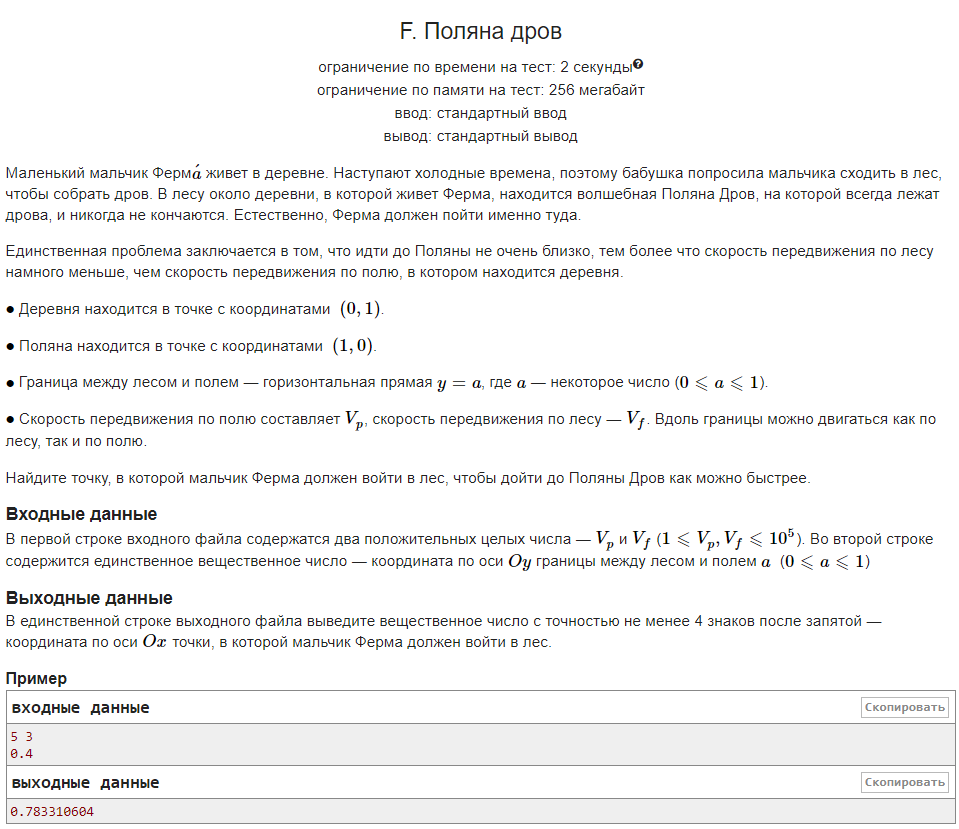 F. Поляна дров
ограничение по времени на тест: 2 секунды
ограничение по памяти на тест: 256 мегабайт
ввод: стандартный ввод
вывод: стандартный вывод
Маленький мальчик Ферма́ живет в деревне. Наступают холодные времена, поэтому бабушка попросила мальчика сходить в лес,
чтобы собрать дров. В лесу около деревни, в которой живет Ферма, находится волшебная Поляна Дров, на которой всегда лежат
дрова, и никогда не кончаются. Естественно, Ферма должен пойти именно туда.
Единственная проблема заключается в том, что идти до Поляны не очень близко, тем более что скорость передвижения по лесу
намного меньше, чем скорость передвижения по полю, в котором находится деревня.
● Деревня находится в точке с координатами (0, 1).
● Поляна находится в точке с координатами (1, 0).
● Граница между лесом и полем — горизонтальная прямая y = a, где a — некоторое число (0 ⩽ a ⩽ 1).
● Скорость передвижения по полю составляет V_p, скорость передвижения по лесу — V_f. Вдоль границы можно двигаться как по
лесу, так и по полю.
Найдите точку, в которой мальчик Ферма должен войти в лес, чтобы дойти до Поляны Дров как можно быстрее.
Входные данные
В первой строке входного файла содержатся два положительных целых числа — V_p и V_f (1 ⩽ V_p, V_f ⩽ 10^5). Во второй строке
содержится единственное вещественное число — координата по оси Oy границы между лесом и полем a (0 ⩽ a ⩽ 1)
Выходные данные
В единственной строке выходного файла выведите вещественное число с точностью не менее 4 знаков после запятой —
координата по оси Ox точки, в которой мальчик Ферма должен войти в лес.
Пример
входные данные
Скопировать
5 3
0.4
выходные данные
Скопировать
0.783310604